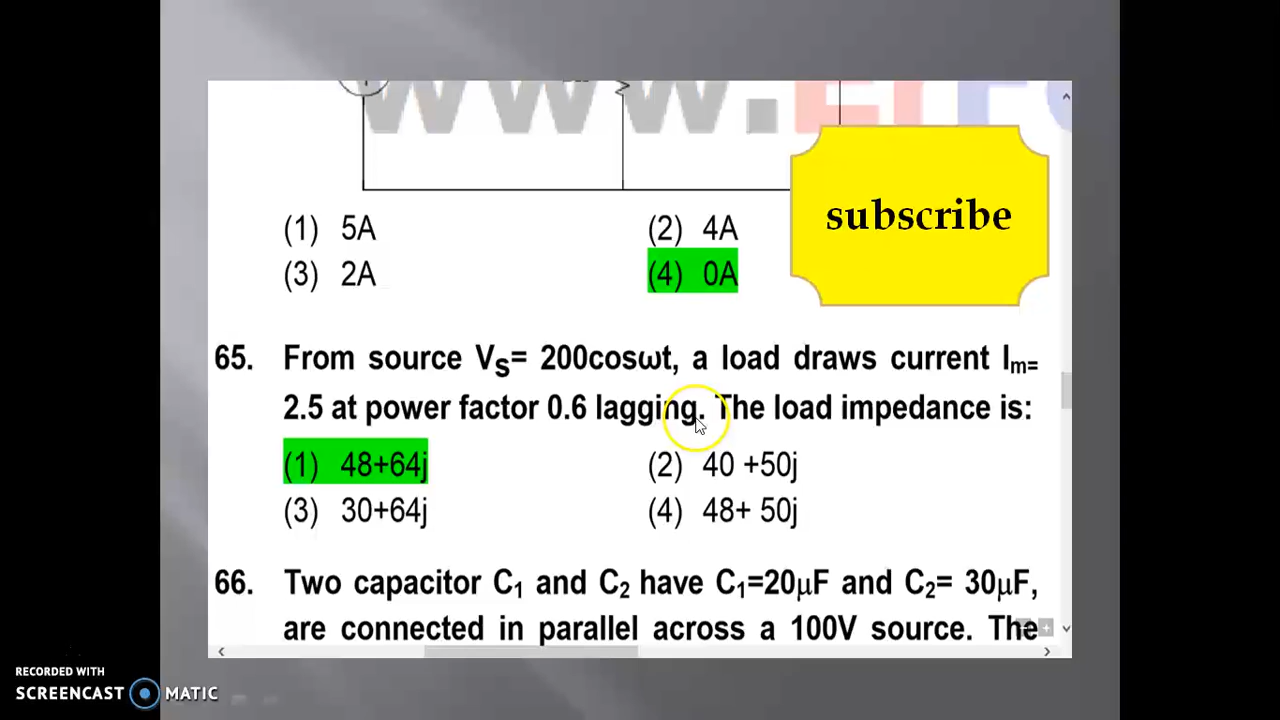 www.Er
subscribe
(1) 5A (2) 4A
(3) 2A (4) 0A
65. From source Vs= 200cosωt, a load draws current Im=
2.5 at power factor 0.6 lagging. The load impedance is:
(1) 48+64j (2) 40 +50j
(3) 30+64j (4) 48+ 50j
66. Two capacitor C1 and C2 have C1=20μF and C2= 30μF,
are connected in parallel across a 100V source. The
RECORDED WITH
SCREENCAST MATIC